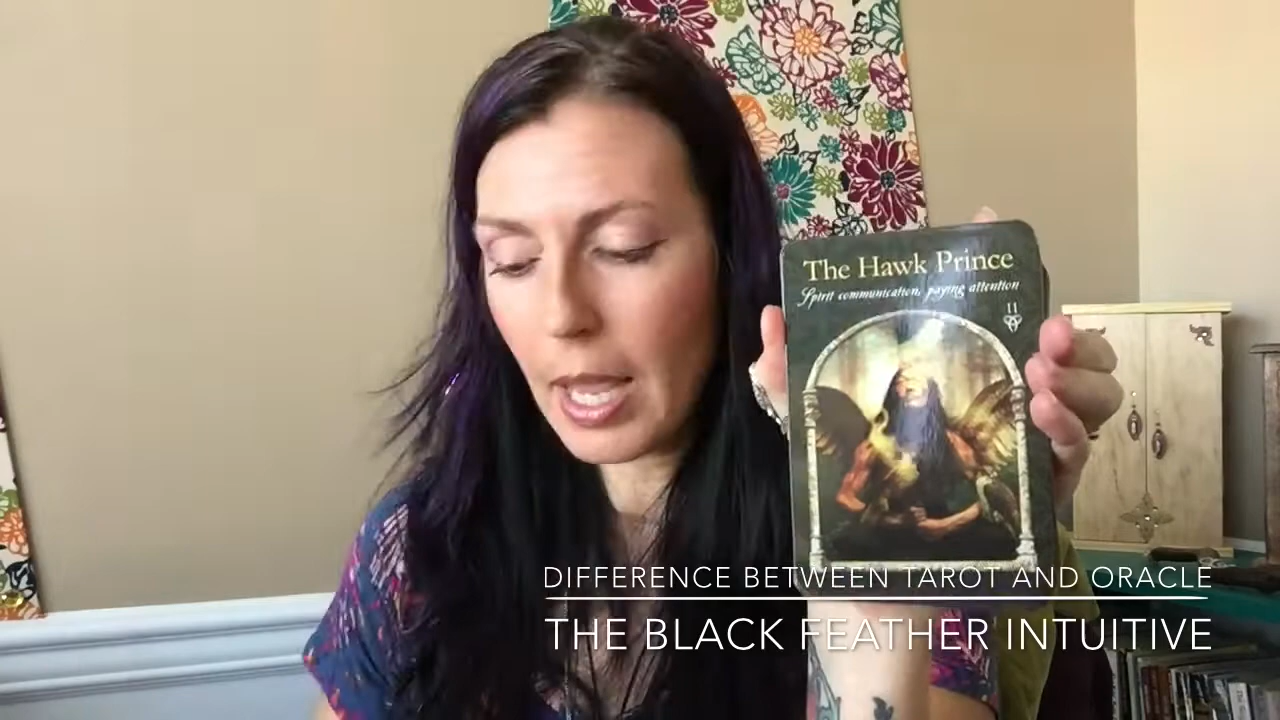 The Hawk Prince
Spirit communication, paying attention
11
DIFFERENCE BETWEEN TAROT AND ORACLE
THE BLACK FEATHER INTUITIVE